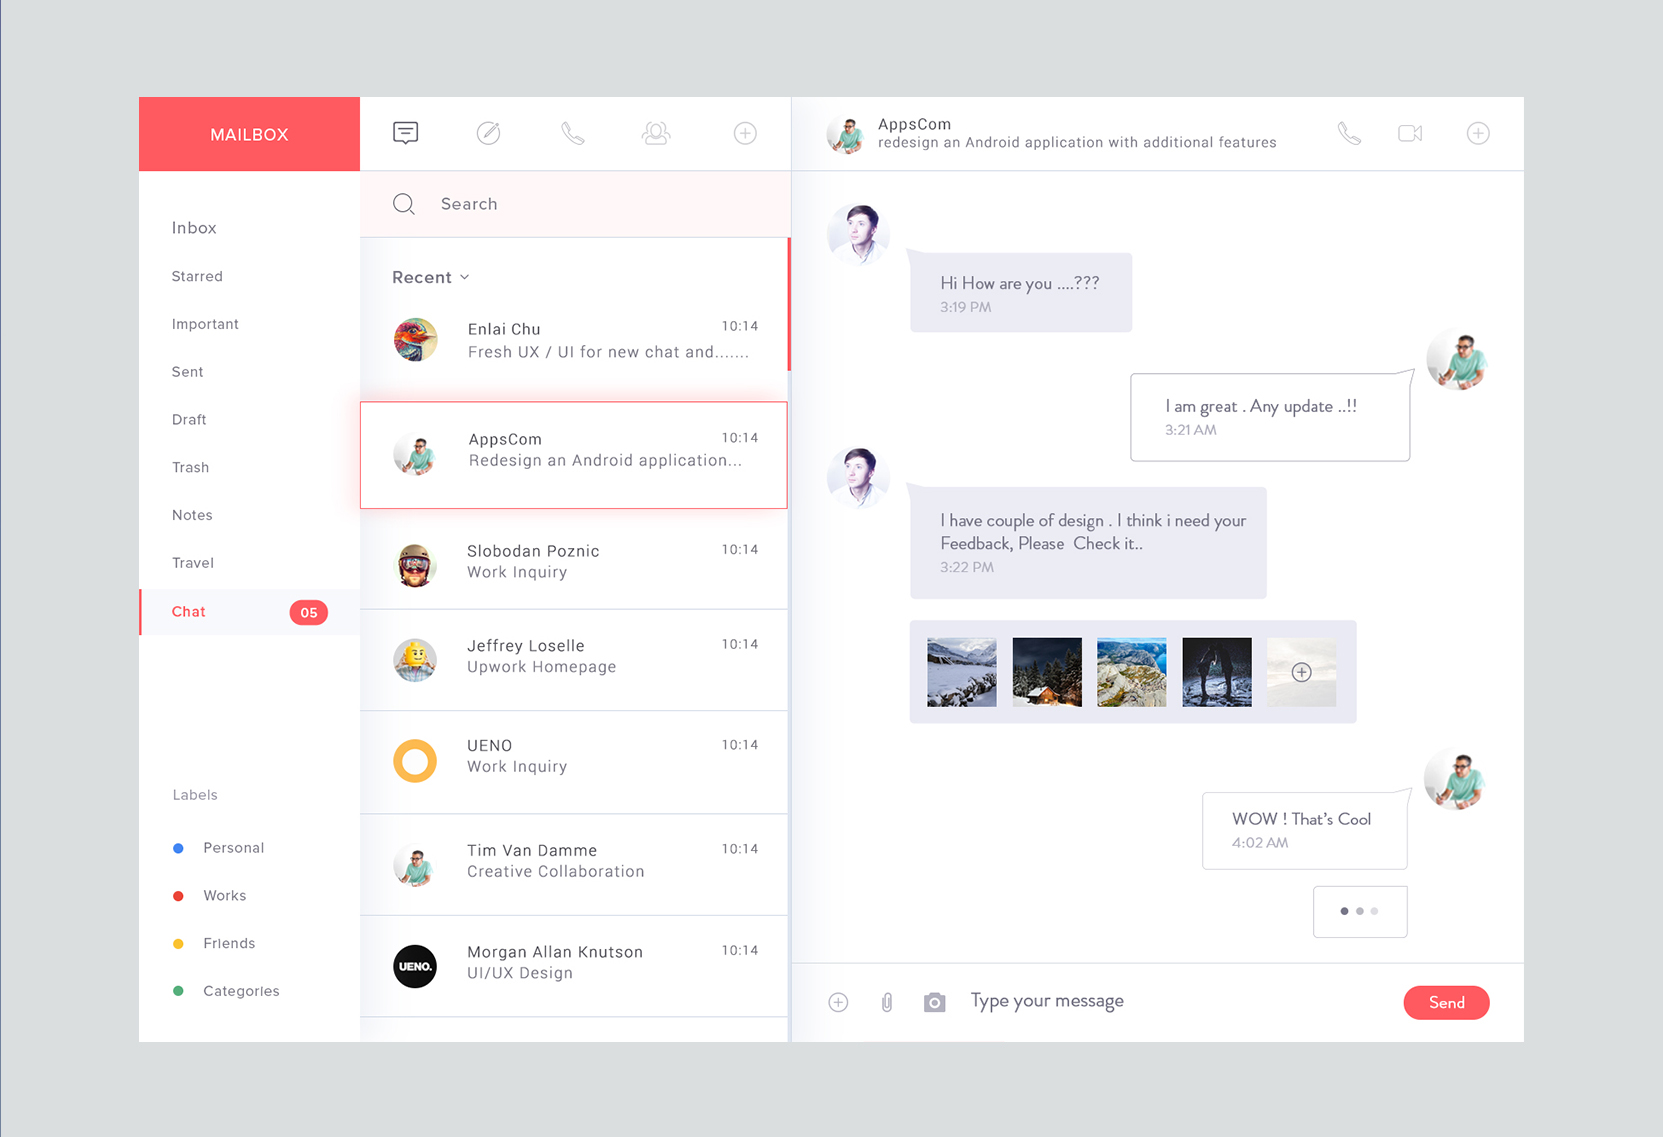 MAILBOX
Inbox
Starred
Important
Sent
Draft
Trash
Notes
Travel
Chat
05
Labels
Personal
Works
Friends
Categories
Search
Recent
Enlai Chu
10:14
Fresh UX / UI for new chat and.......
AppsCom
10:14
Redesign an Android application...
Slobodan Poznic
10:14
Work Inquiry
Jeffrey Loselle
10:14
Upwork Homepage
UENO
10:14
Work Inquiry
Tim Van Damme
10:14
Creative Collaboration
UENO.
Morgan Allan Knutson
10:14
UI/UX Design
AppsCom
redesign an Android application with additional features
Hi How are you ....???
3:19 PM
I am great . Any update ..!!
3:21 AM
I have couple of design . I think i need your
Feedback, Please  Check it..
3:22 PM
WOW ! That's Cool
4:02 AM
Type your message
Send